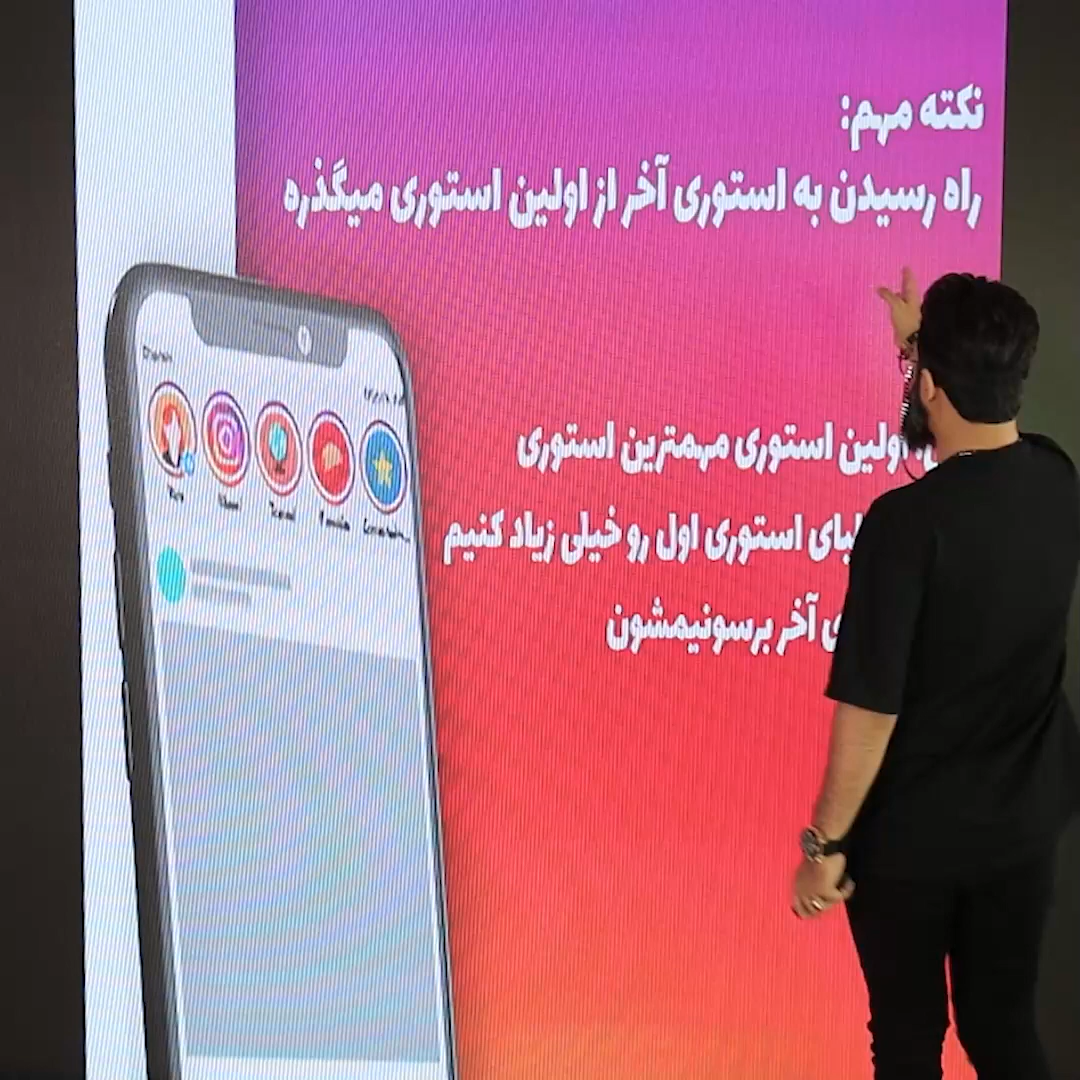 نکته مهم:
راه رسیدن به استوری آخر از اولین استوری میگذره
اولین استوری مهمترین استوری
استوری اول رو خیلی زیاد کنیم
آخر برسونیمشون